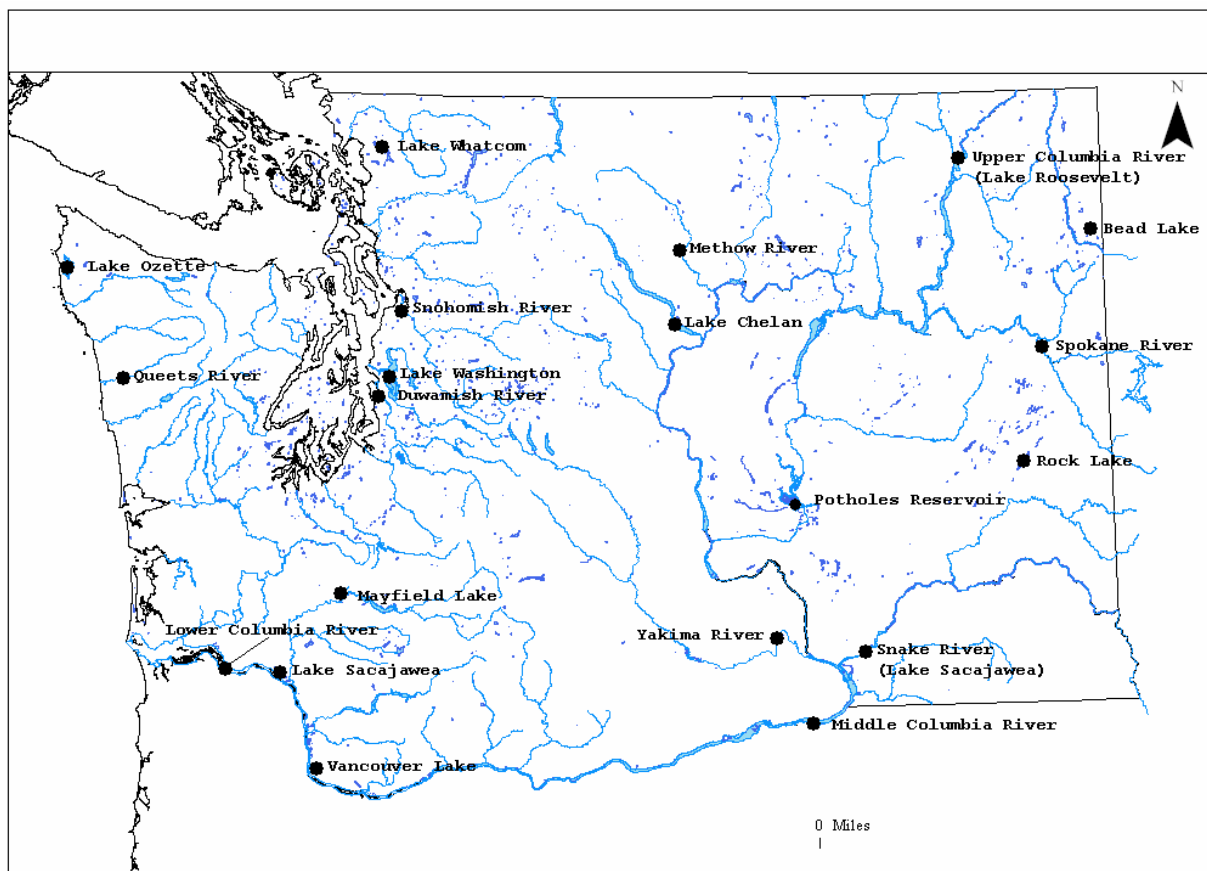 N
Lake Whatcom
Upper Columbia River
(Lake Roosevelt)
Bead Lake
Methow River
Lake Ozette
Snohomish River
Lake Chelan
Spokane River
Queets River
Lake Washington
Duwamish River
Rock Lake
Potholes Reservoir
Mayfield Lake
Lower Columbia River
Yakima River
Snake River
(Lake Sacajawea)
Lake Sacajawea
Middle Columbia River
Vancouver Lake
0 Miles